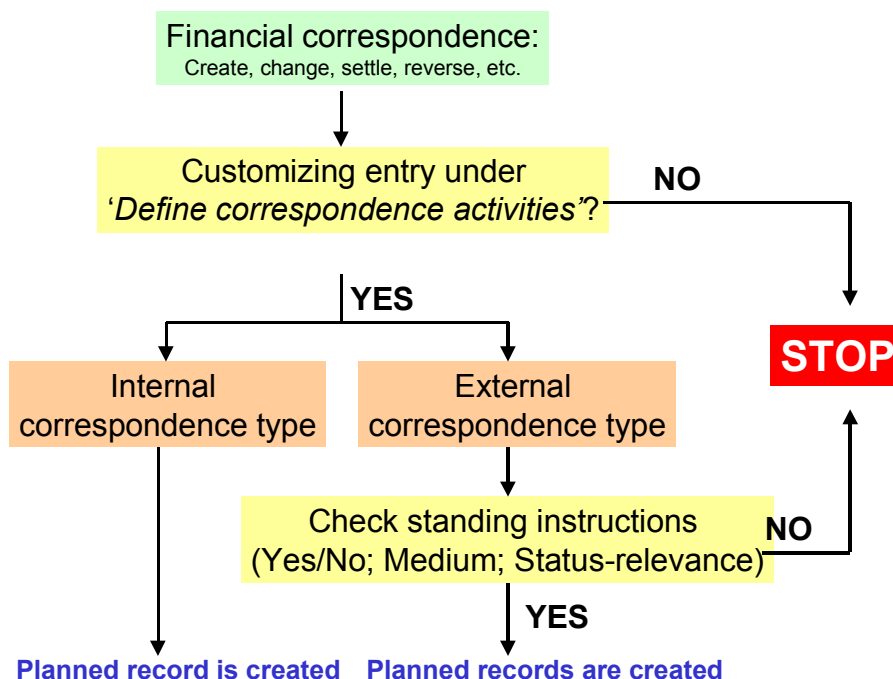 Financial correspondence:
Create, change, settle, reverse, etc.
Customizing entry under
‘Define correspondence activities’?
NO
YES
STOP
Internal
correspondence type
External
correspondence type
Check standing instructions
(Yes/No; Medium; Status-relevance)
NO
YES
Planned record is created
Planned records are created